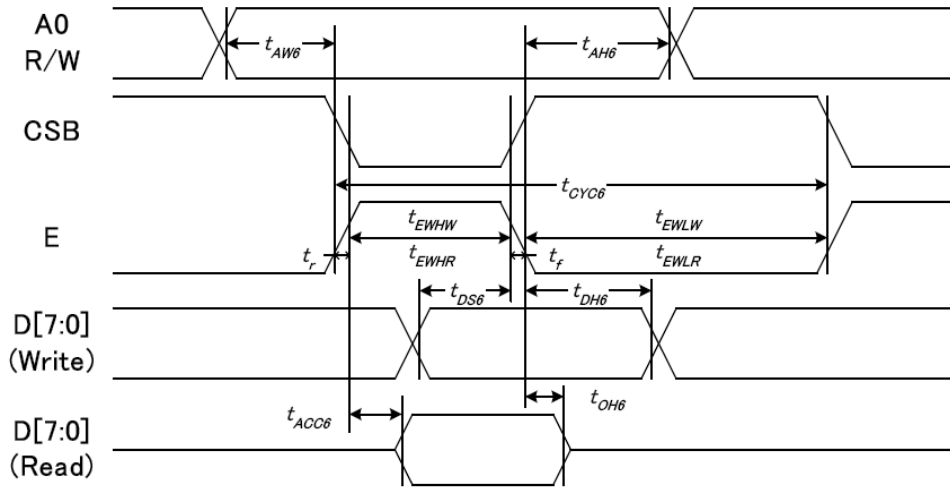 A0
R/W
tAW6
tAH6
CSB
tCYC6
E
tEWHW
tEWLW
tr
tEWHR
tf
tEWLR
tDS6
tDH6
D[7:0]
(Write)
tACC6
tOH6
D[7:0]
(Read)